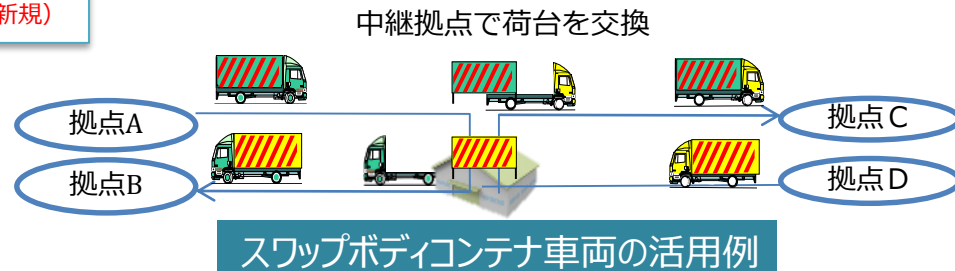 新規）
中継拠点で荷台を交換
拠点A
拠点C
拠点B
拠点D
スワップボディコンテナ車両の活用例